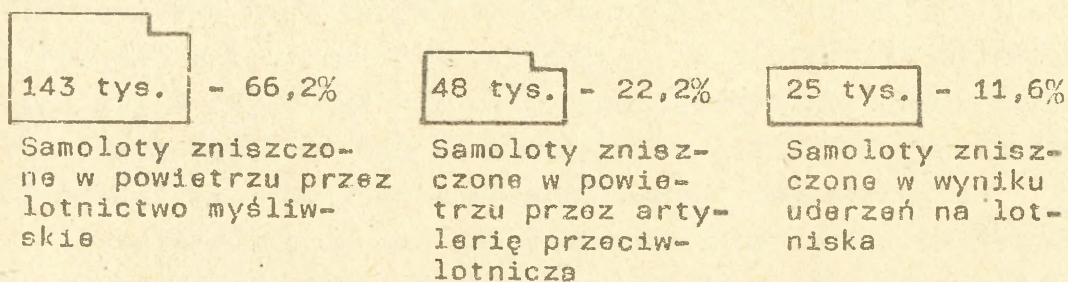 143 tys. - 66,2%
Samoloty zniszczo-
ne w powietrzu przez
lotnictwo myśliw-
skie
48 tys. - 22,2%
Samoloty znisz-
czone w powie-
trzu przez arty-
lerię przeciw-
lotnicza
25 tys. - 11,6%
Samoloty znisz-
czone w wyniku
uderzeń na lot-
niska